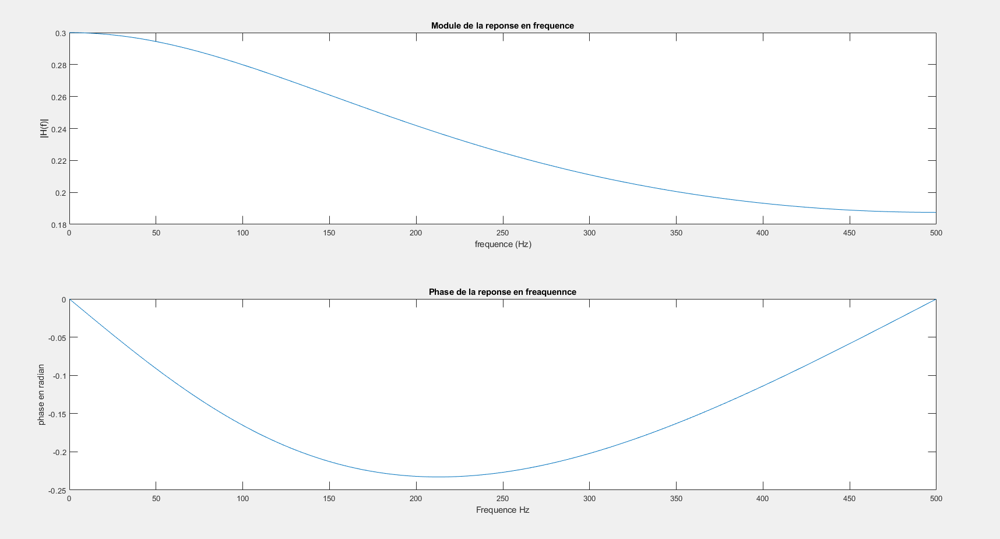 Module de la reponse en frequence
0.3
0.28
0.26
0.24
0.22
0.2
0.18
|H(f)|
0 50 100 150 200 250 300 350 400 450 500
frequence (Hz)
Phase de la reponse en freaquennce
0
-0.05
-0.1
-0.15
-0.2
-0.25
phase en radian
0 50 100 150 200 250 300 350 400 450 500
Frequence Hz